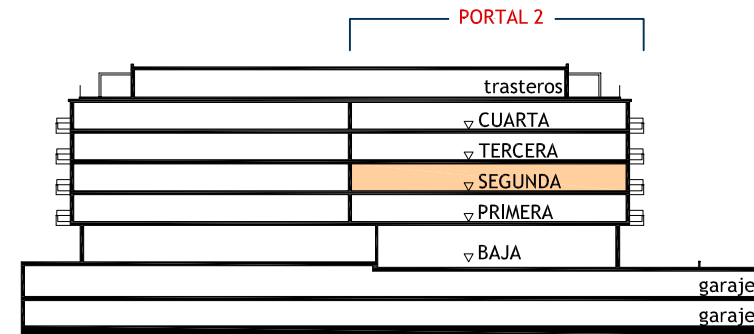 PORTAL 2
trasteros
CUARTA
TERCERA
SEGUNDA
PRIMERA
BAJA
garaje
garaje